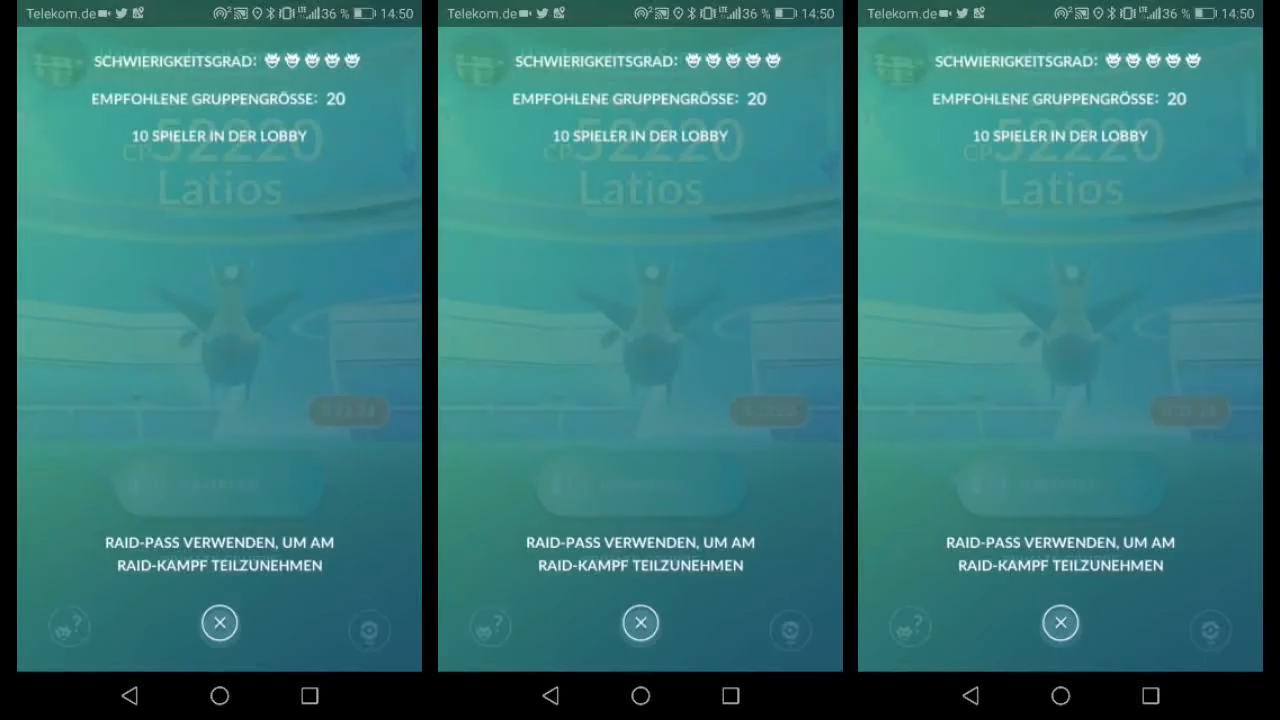 Telekom.de 36 % 14:50
SCHWIERIGKEITSGRAD:
EMPFOHLENE GRUPPENGRÖSSE: 20
10 SPIELER IN DER LOBBY
CP 52220
Latios
RAID-PASS VERWENDEN, UM AM
RAID-KAMPF TEILZUNEHMEN
Telekom.de 36 % 14:50
SCHWIERIGKEITSGRAD:
EMPFOHLENE GRUPPENGRÖSSE: 20
10 SPIELER IN DER LOBBY
CP 52220
Latios
RAID-PASS VERWENDEN, UM AM
RAID-KAMPF TEILZUNEHMEN
Telekom.de 36 % 14:50
SCHWIERIGKEITSGRAD:
EMPFOHLENE GRUPPENGRÖSSE: 20
10 SPIELER IN DER LOBBY
CP 52220
Latios
RAID-PASS VERWENDEN, UM AM
RAID-KAMPF TEILZUNEHMEN